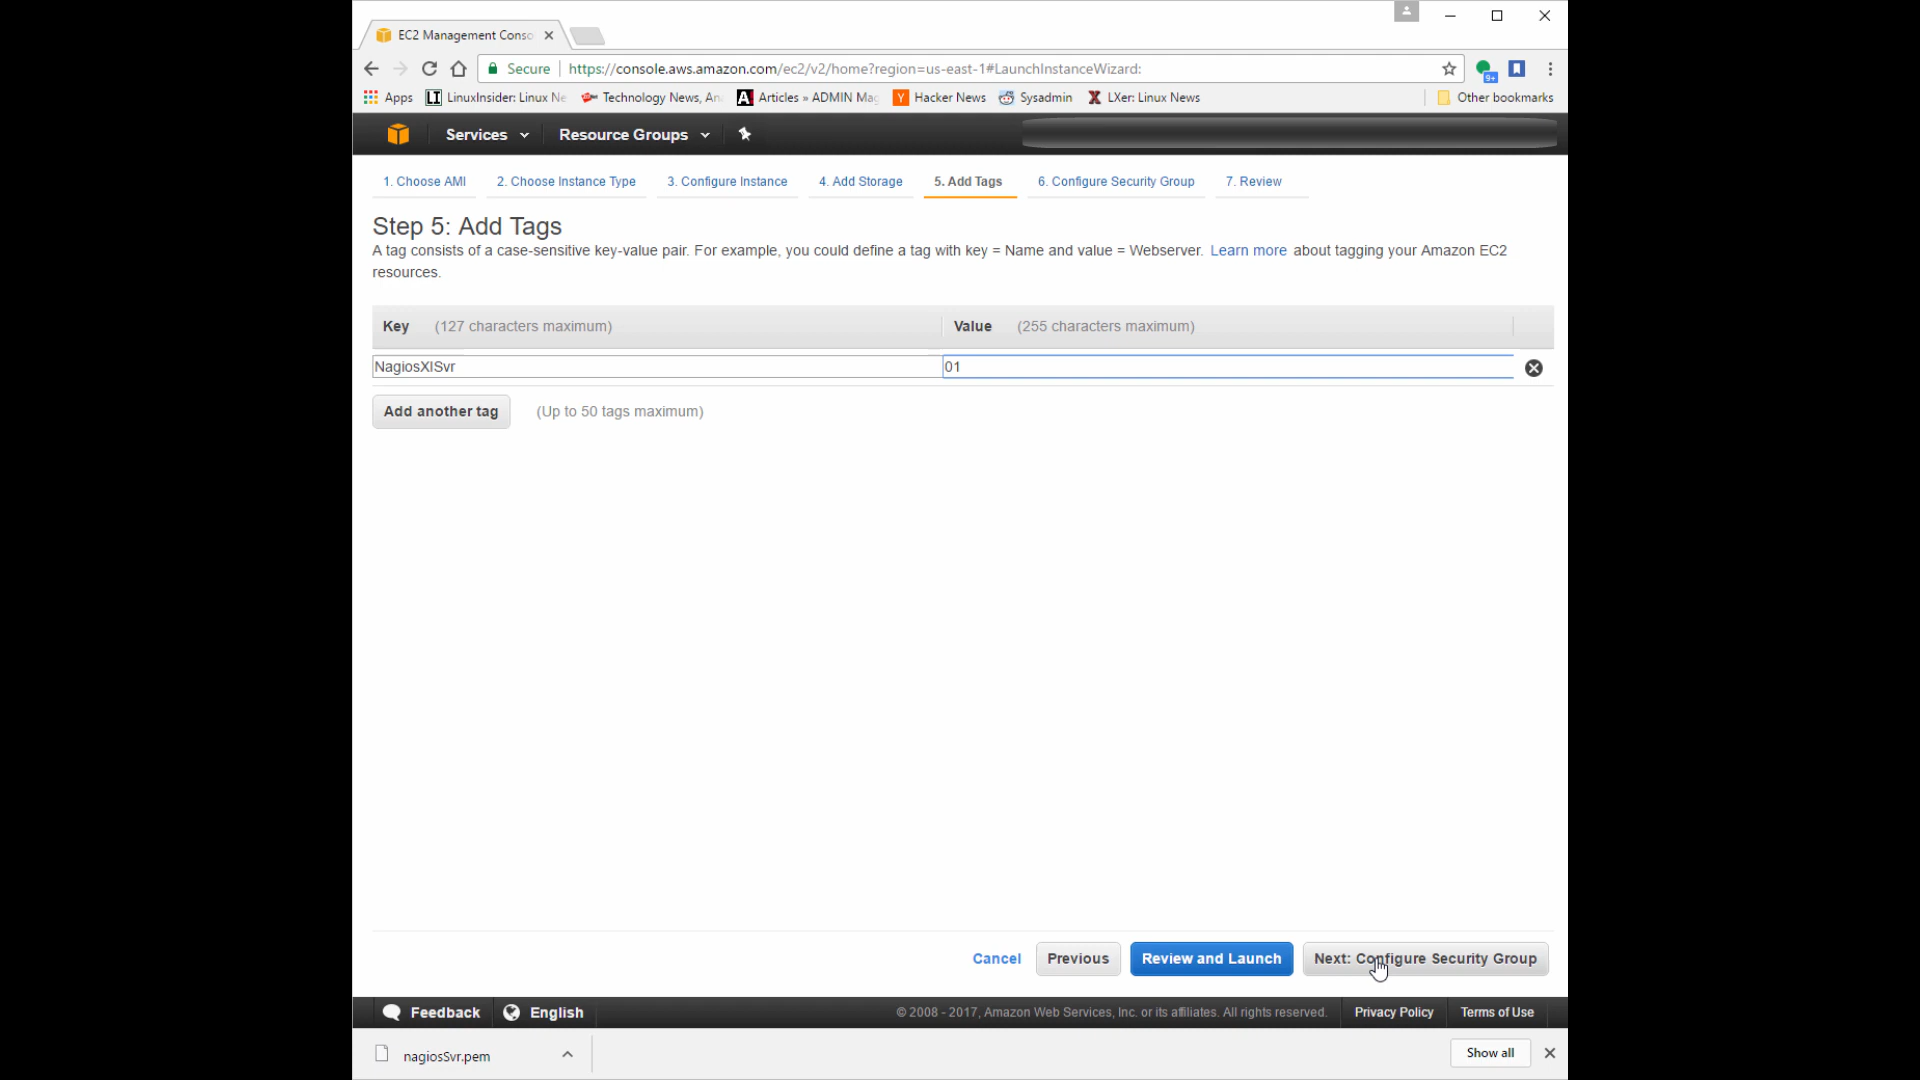 EC2 Management Conso
Secure https://console.aws.amazon.com/ec2/v2/home?region=us-east-1#LaunchInstanceWizard:
9+
Apps LI LinuxInsider: Linux Ne Technology News, An A Articles » ADMIN Mag Y Hacker News Sysadmin X LXer: Linux News Other bookmarks
Services Resource Groups
1. Choose AMI 2. Choose Instance Type 3. Configure Instance 4. Add Storage 5. Add Tags 6. Configure Security Group 7. Review
Step 5: Add Tags
A tag consists of a case-sensitive key-value pair. For example, you could define a tag with key = Name and value = Webserver. Learn more about tagging your Amazon EC2
resources.
Key (127 characters maximum) Value (255 characters maximum)
NagiosXISvr 01
Add another tag (Up to 50 tags maximum)
Cancel Previous Review and Launch Next: Configure Security Group
Feedback English © 2008 - 2017, Amazon Web Services, Inc. or its affiliates. All rights reserved. Privacy Policy Terms of Use
nagiosSvr.pem Show all